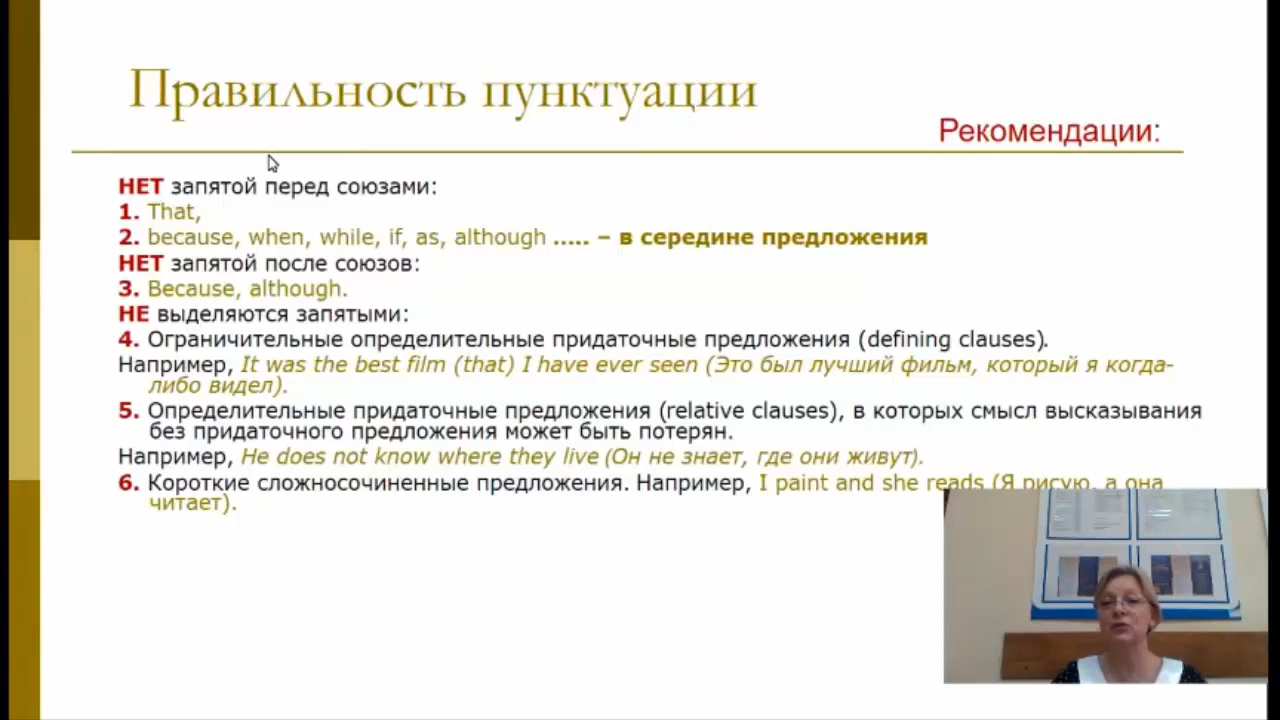 Правильность пунктуации
Рекомендации:
НЕТ запятой перед союзами:
1. That,
2. because, when, while, if, as, although ..... – в середине предложения
НЕТ запятой после союзов:
3. Because, although.
НЕ выделяются запятыми:
4. Ограничительные определительные придаточные предложения (defining clauses).
Например, It was the best film (that) I have ever seen (Это был лучший фильм, который я когда-
либо видел).
5. Определительные придаточные предложения (relative clauses), в которых смысл высказывания
без придаточного предложения может быть потерян.
Например, He does not know where they live (Он не знает, где они живут).
6. Короткие сложносочиненные предложения. Например, I paint and she reads (Я рисую, а она
читает).